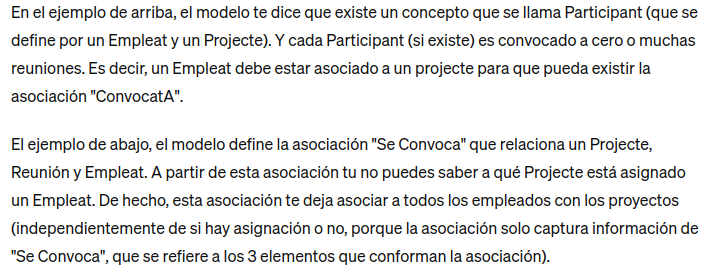 En el ejemplo de arriba, el modelo te dice que existe un concepto que se llama Participant (que se
define por un Empleat y un Projecte). Y cada Participant (si existe) es convocado a cero o muchas
reuniones. Es decir, un Empleat debe estar asociado a un projecte para que pueda existir la
asociación "ConvocatA".
El ejemplo de abajo, el modelo define la asociación "Se Convoca" que relaciona un Projecte,
Reunión y Empleat. A partir de esta asociación tu no puedes saber a qué Projecte está asignado
un Empleat. De hecho, esta asociación te deja asociar a todos los empleados con los proyectos
(independientemente de si hay asignación o no, porque la asociación solo captura información de
"Se Convoca", que se refiere a los 3 elementos que conforman la asociación).